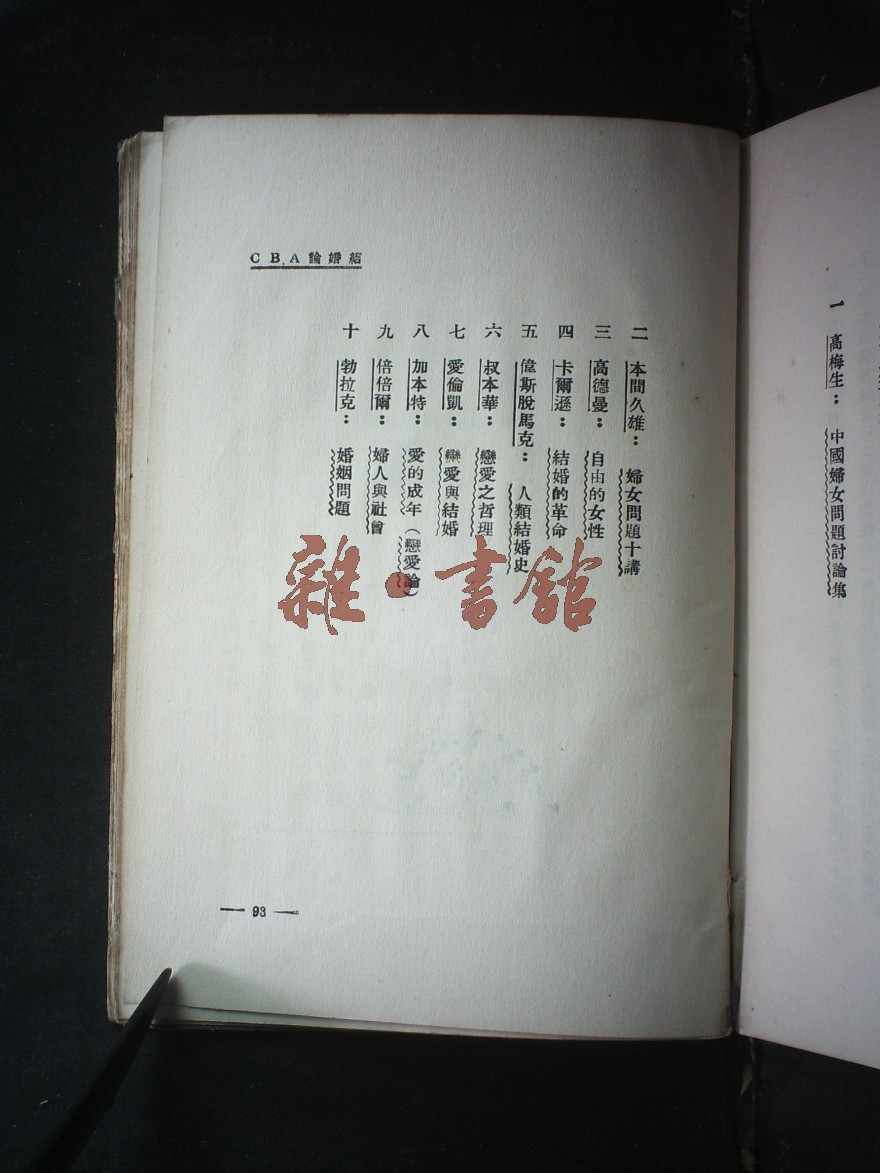 一　高梅生：　中國婦女問題討論集
CBA論婚結
二　本間久雄：　婦女問題十講
三　高德曼：　自由的女性
四　卡爾遜：　結婚的革命
五　偉斯脫馬克：　人類結婚史
六　叔本華：　戀愛之哲理
七　愛倫凱：　戀愛與結婚
八　加本特：　愛的成年（戀愛論）
九　倍倍爾：　婦人與社會
十　勃拉克：　婚姻問題
雜·書館
— 93 —